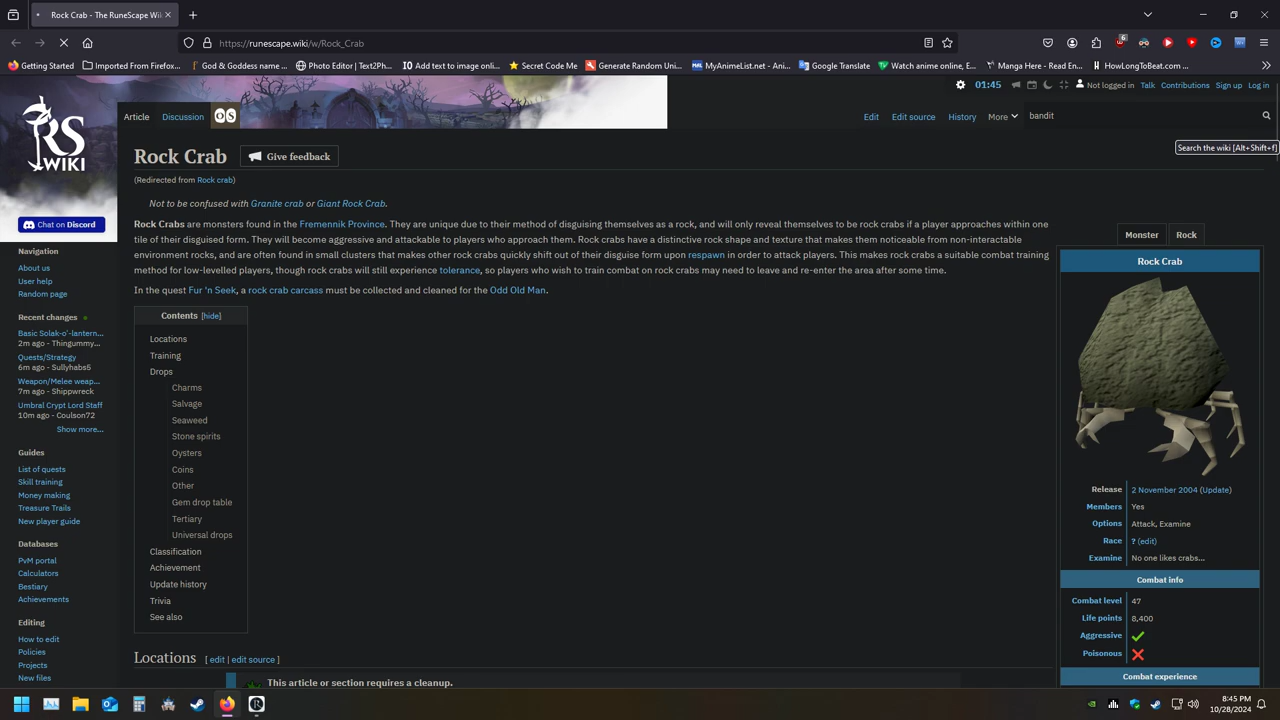 Rock Crab - The RuneScape Wi
https://runescape.wiki/w/Rock_Crab
6
Getting Started
Imported From Firefox...
God & Goddess name ...
Photo Editor | Text2Ph...
Add text to image onli...
Secret Code Me
Generate Random Uni...
MyAnimeList.net - Ani...
Google Translate
Watch anime online, E...
Manga Here - Read En...
HowLongToBeat.com ...
01:45
Not logged in
Talk
Contributions
Sign up
Log in
RS
WIKI
Article
Discussion
OS
Edit
Edit source
History
More
bandit
Search the wiki [Alt+Shift+f]
Rock Crab
Give feedback
(Redirected from Rock crab)
Not to be confused with Granite crab or Giant Rock Crab.
Rock Crabs are monsters found in the Fremennik Province. They are unique due to their method of disguising themselves as a rock, and will only reveal themselves to be rock crabs if a player approaches within one
tile of their disguised form. They will become aggressive and attackable to players who approach them. Rock crabs have a distinctive rock shape and texture that makes them noticeable from non-interactable
environment rocks, and are often found in small clusters that makes other rock crabs quickly shift out of their disguise form upon respawn in order to attack players. This makes rock crabs a suitable combat training
method for low-levelled players, though rock crabs will still experience tolerance, so players who wish to train combat on rock crabs may need to leave and re-enter the area after some time.
In the quest Fur 'n Seek, a rock crab carcass must be collected and cleaned for the Odd Old Man.
Contents [hide]
Locations
Training
Drops
Charms
Salvage
Seaweed
Stone spirits
Oysters
Coins
Other
Gem drop table
Tertiary
Universal drops
Classification
Achievement
Update history
Trivia
See also
Locations [ edit | edit source ]
This article or section requires a cleanup.
Chat on Discord
Navigation
About us
User help
Random page
Recent changes
Basic Solak-o'-lantern...
2m ago - Thingummy...
Quests/Strategy
6m ago - Sullyhabs5
Weapon/Melee weap...
7m ago - Shippwreck
Umbral Crypt Lord Staff
10m ago - Coulson72
Show more...
Guides
List of quests
Skill training
Money making
Treasure Trails
New player guide
Databases
PvM portal
Calculators
Bestiary
Achievements
Editing
How to edit
Policies
Projects
New files
Monster
Rock
Rock Crab
Release 2 November 2004 (Update)
Members Yes
Options Attack, Examine
Race ? (edit)
Examine No one likes crabs...
Combat info
Combat level 47
Life points 8,400
Aggressive
Poisonous
Combat experience
8:45 PM
10/28/2024